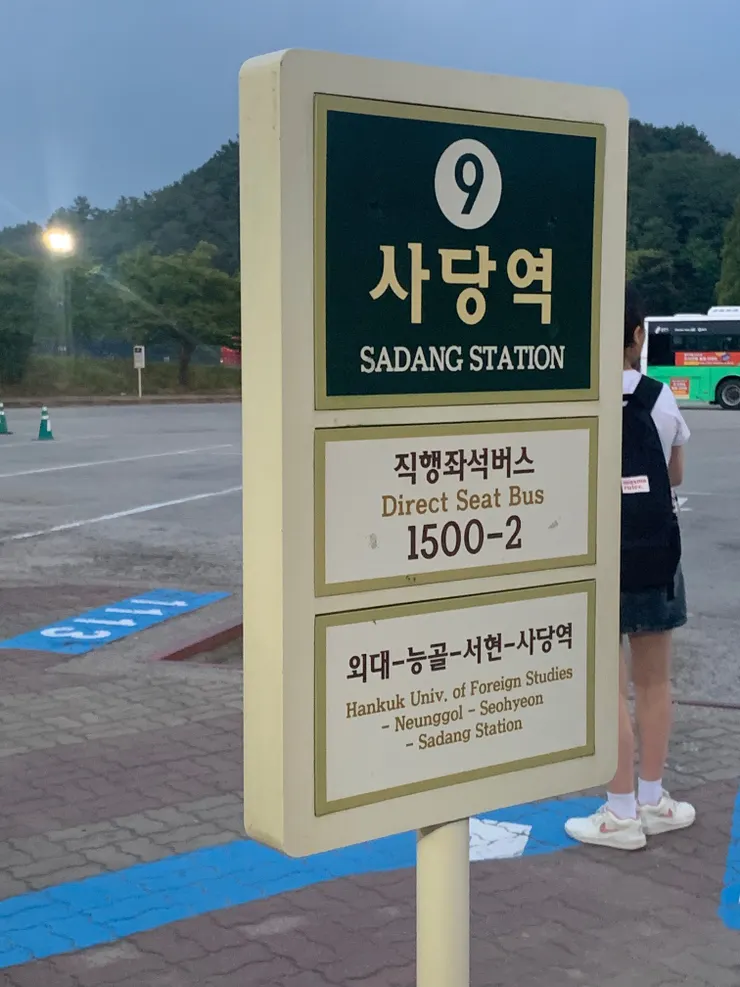 9
사당역
SADANG STATION
직행좌석버스
Direct Seat Bus
1500-2
외대-능골-서현-사당역
Hankuk Univ. of Foreign Studies
- Neunggol - Seohyeon
- Sadang Station